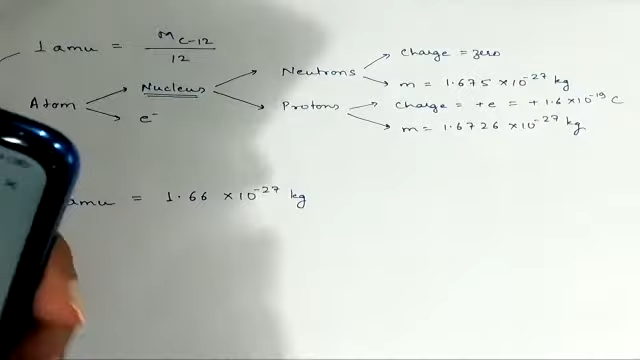 1 amu = M C-12 / 12
Neutrons → charge = zero
→ m = 1.675 × 10⁻²⁷ kg
Atom → Nucleus
→ e⁻
Protons → charge = +e = +1.6 × 10⁻¹⁹ C
→ m = 1.6726 × 10⁻²⁷ kg
amu = 1.66 × 10⁻²⁷ kg